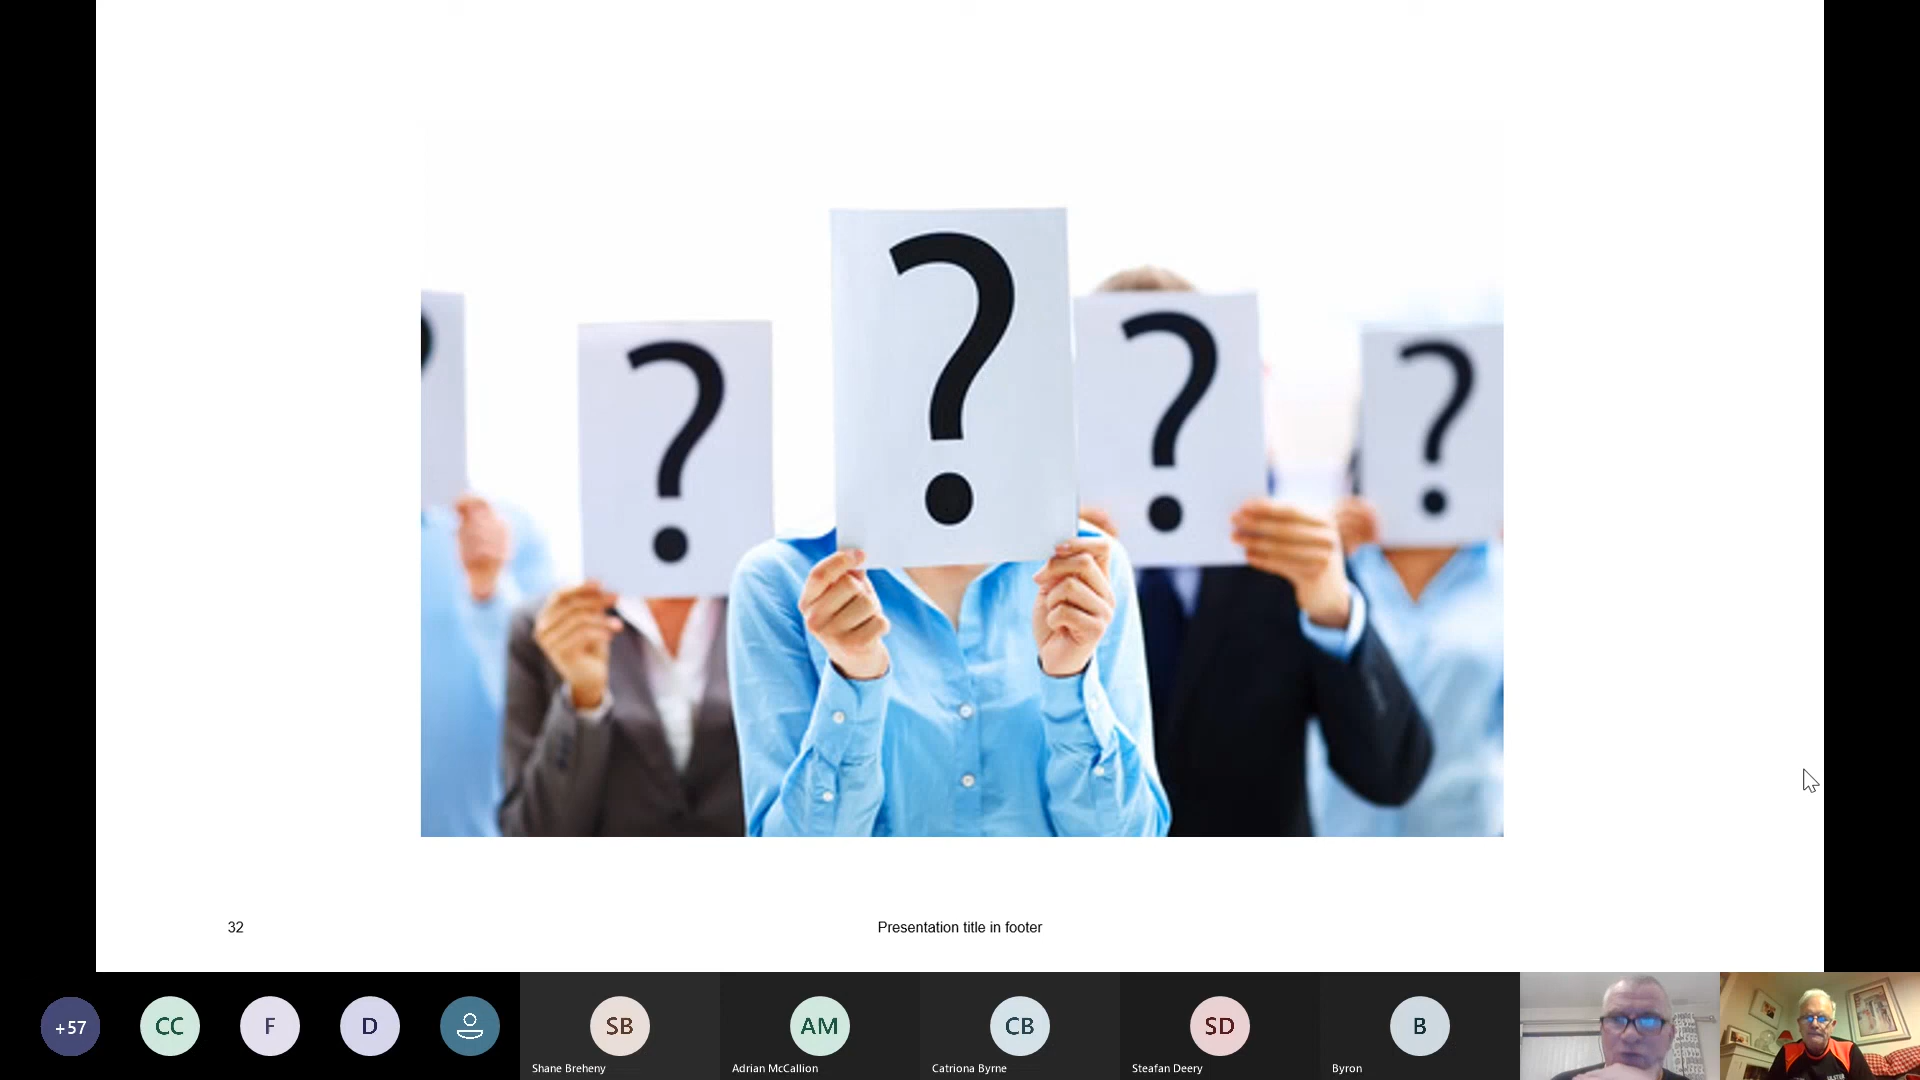 ?
?
?
?
32
Presentation title in footer
+57
CC
F
D
SB
AM
CB
SD
B
Shane Breheny
Adrian McCallion
Catriona Byrne
Steafan Deery
Byron